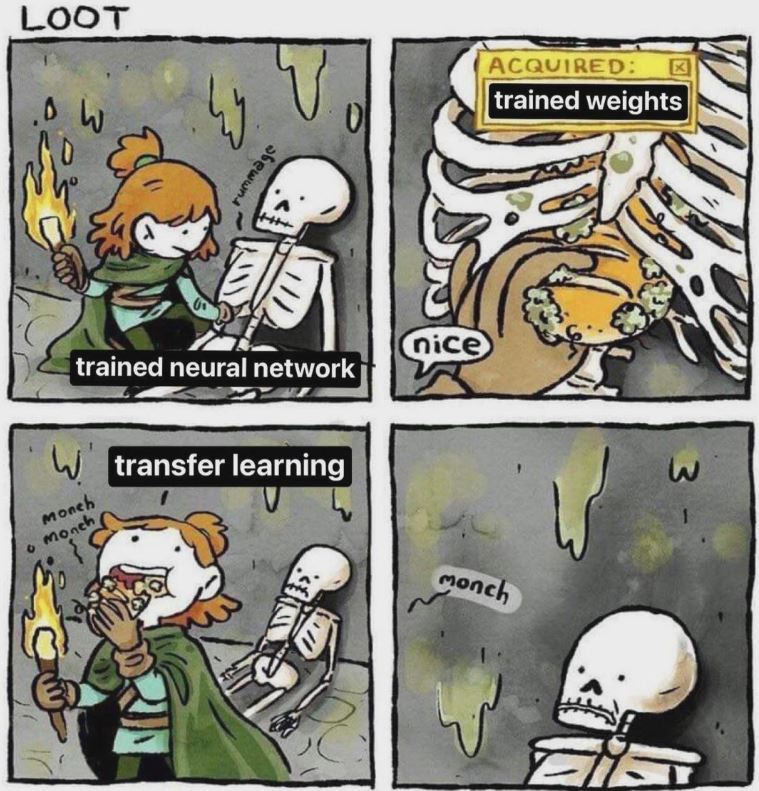 LOOT
rummage
trained neural network
ACQUIRED:
trained weights
nice
transfer learning
monch
monch
monch